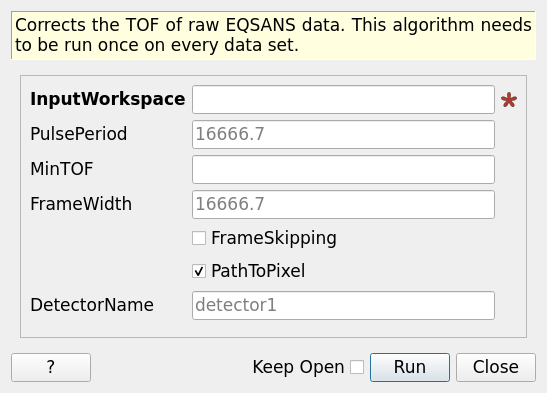 Corrects the TOF of raw EQSANS data. This algorithm needs
to be run once on every data set.
InputWorkspace *
PulsePeriod 16666.7
MinTOF
FrameWidth 16666.7
FrameSkipping
PathToPixel
DetectorName detector1
? Keep Open Run Close